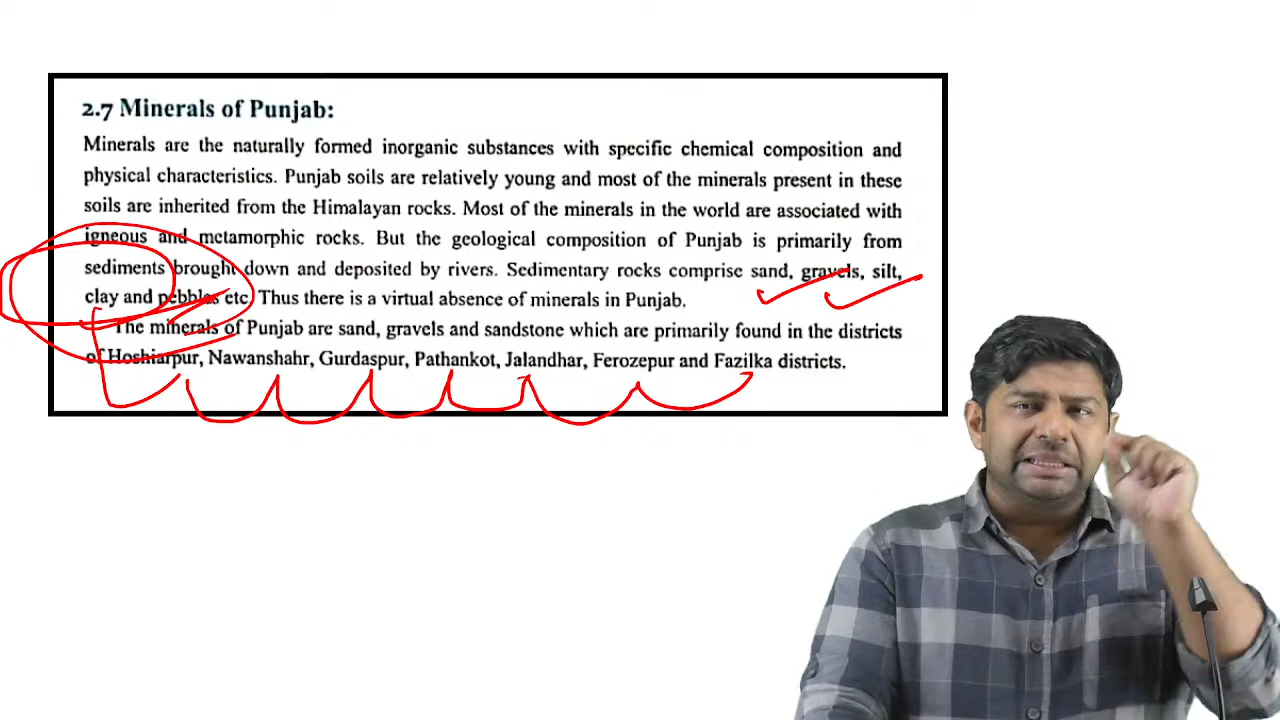 2.7 Minerals of Punjab:
Minerals are the naturally formed inorganic substances with specific chemical composition and
physical characteristics. Punjab soils are relatively young and most of the minerals present in these
soils are inherited from the Himalayan rocks. Most of the minerals in the world are associated with
igneous and metamorphic rocks. But the geological composition of Punjab is primarily from
sediments brought down and deposited by rivers. Sedimentary rocks comprise sand, gravels, silt,
clay and pebbles etc. Thus there is a virtual absence of minerals in Punjab.
The minerals of Punjab are sand, gravels and sandstone which are primarily found in the districts
of Hoshiarpur, Nawanshahr, Gurdaspur, Pathankot, Jalandhar, Ferozepur and Fazilka districts.